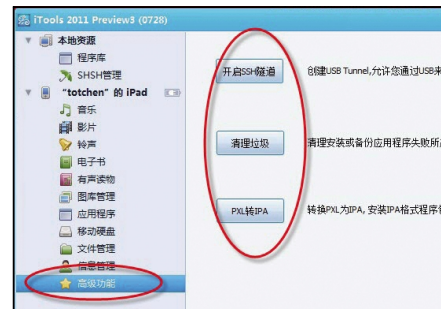 iTools 2011 Preview3 (0728)
本地资源
程序库
SHSH管理
"totchen" 的 iPad
音乐
影片
铃声
电子书
有声读物
图库管理
应用程序
移动硬盘
文件管理
信息管理
高级功能
开启SSH隧道
创建USB Tunnel,允许您通过USB来
清理垃圾
清理安装或备份应用程序失败所
PXL转IPA
转换PXL为IPA, 安装IPA格式程序